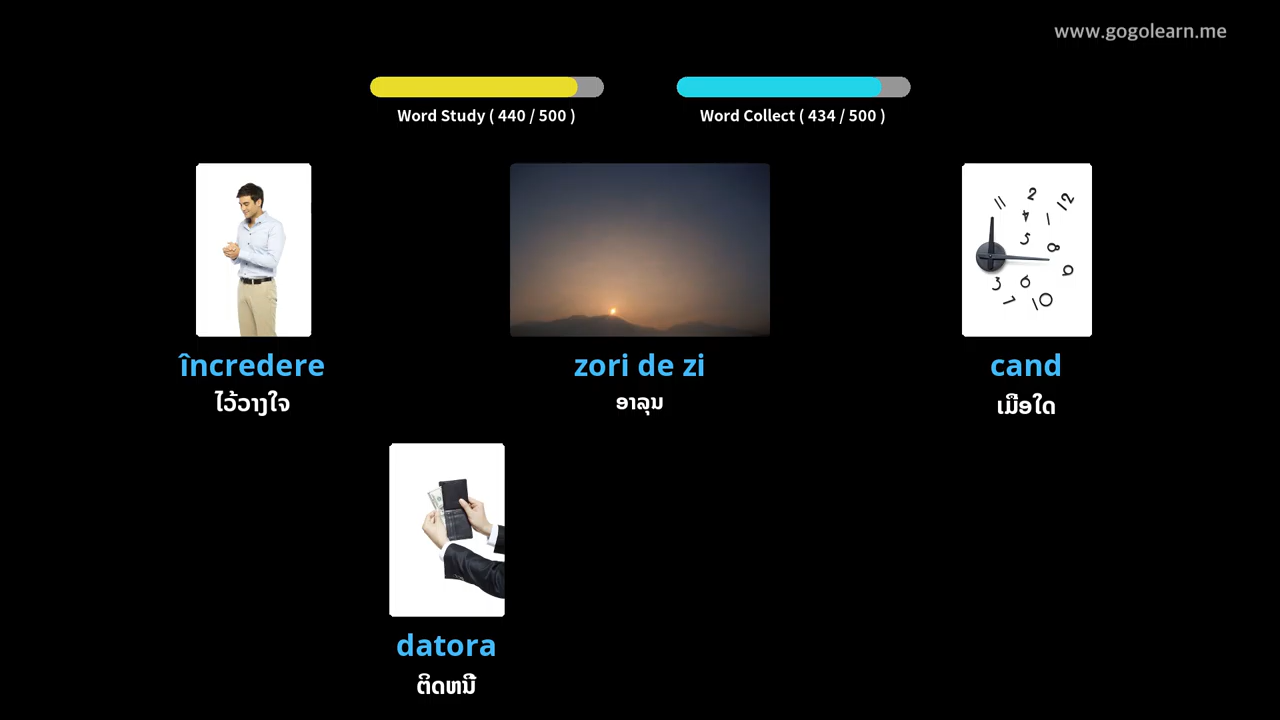 www.gogolearn.me
Word Study ( 440 / 500 )
Word Collect ( 434 / 500 )
încredere
zori de zi
cand
ໄວ້ວາງໃຈ
ອາລຸນ
ເມືອໃດ
datora
ຕິດຫນີ